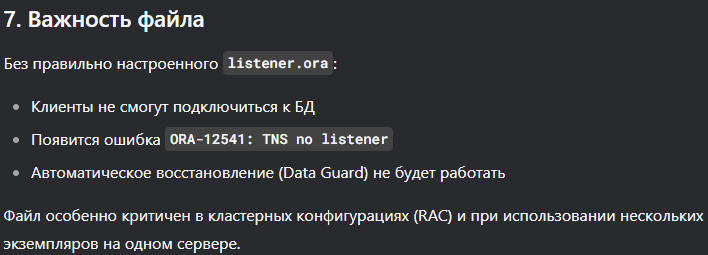 7. Важность файла
Без правильно настроенного listener.ora:
• Клиенты не смогут подключиться к БД
• Появится ошибка ORA-12541: TNS no listener
• Автоматическое восстановление (Data Guard) не будет работать
Файл особенно критичен в кластерных конфигурациях (RAC) и при использовании нескольких
экземпляров на одном сервере.